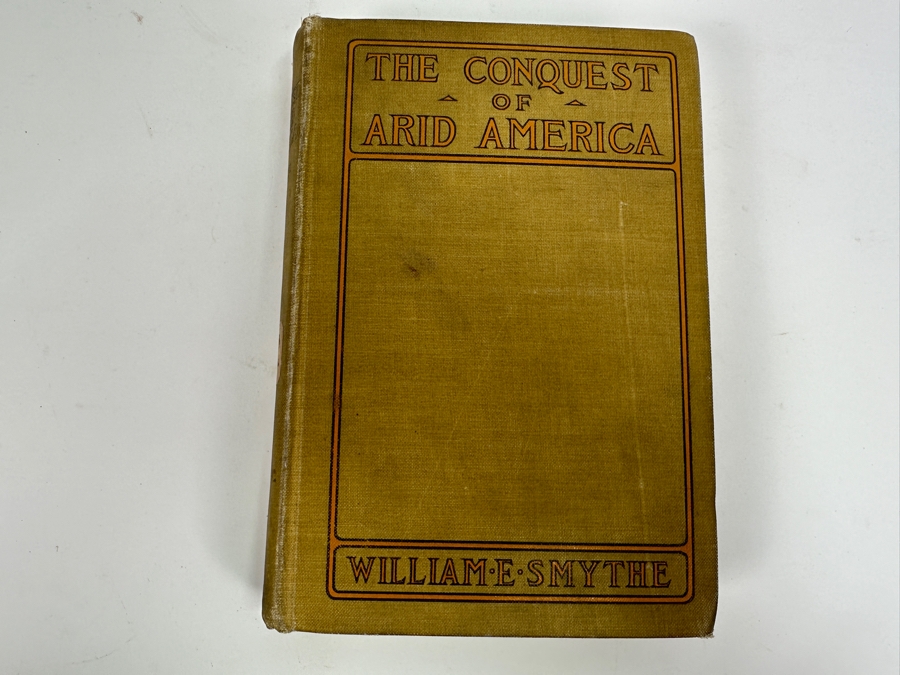 THE CONQUEST
OF
ARID AMERICA
WILLIAM·E·SMYTHE